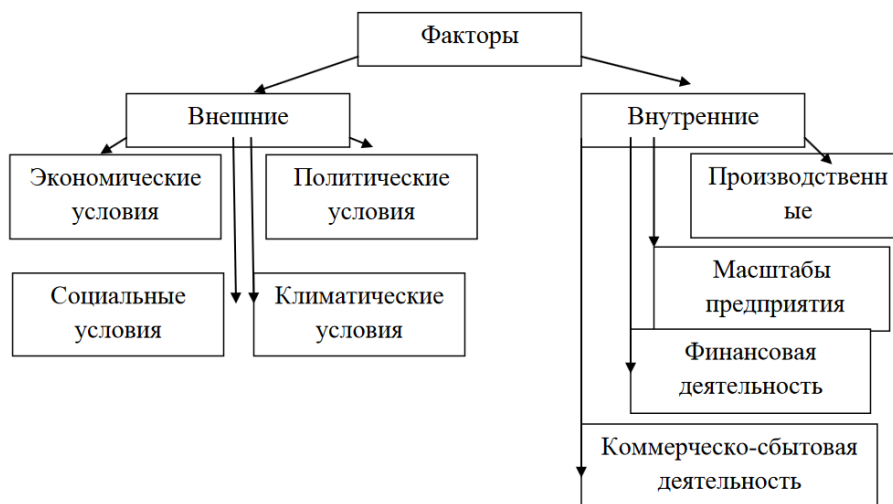 Факторы
Внешние
Внутренние
Экономические
условия
Политические
условия
Производственн
ые
Социальные
условия
Климатические
условия
Масштабы
предприятия
Финансовая
деятельность
Коммерческо-сбытовая
деятельность